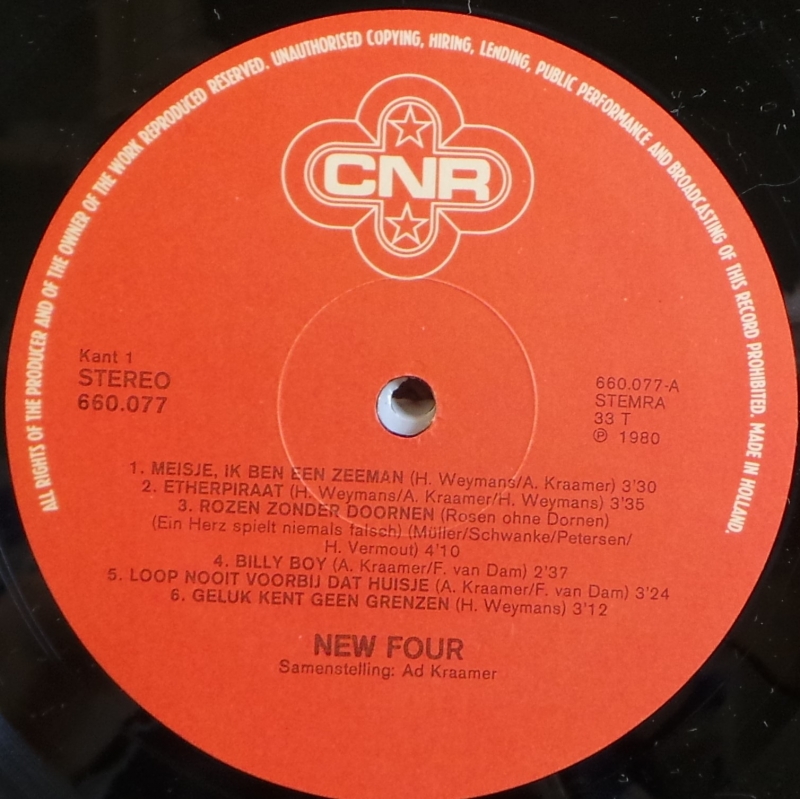 ALL RIGHTS OF THE PRODUCER AND OF THE OWNER OF THE WORK REPRODUCED RESERVED. UNAUTHORISED COPYING, HIRING, LENDING, PUBLIC PERFORMANCE AND BROADCASTING OF THIS RECORD PROHIBITED. MADE IN HOLLAND.
CNR
Kant 1
STEREO
660.077
660.077-A
STEMRA
33 T
℗ 1980
1. MEISJE, IK BEN EEN ZEEMAN (H. Weymans/A. Kraamer) 3'30
2. ETHERPIRAAT (H. Weymans/A. Kraamer/H. Weymans) 3'35
3. ROZEN ZONDER DOORNEN (Rosen ohne Dornen)
(Ein Herz spielt niemals falsch) (Müller/Schwanke/Petersen/
H. Vermout) 4'10
4. BILLY BOY (A. Kraamer/F. van Dam) 2'37
5. LOOP NOOIT VOORBIJ DAT HUISJE (A. Kraamer/F. van Dam) 3'24
6. GELUK KENT GEEN GRENZEN (H. Weymans) 3'12
NEW FOUR
Samenstelling: Ad Kraamer